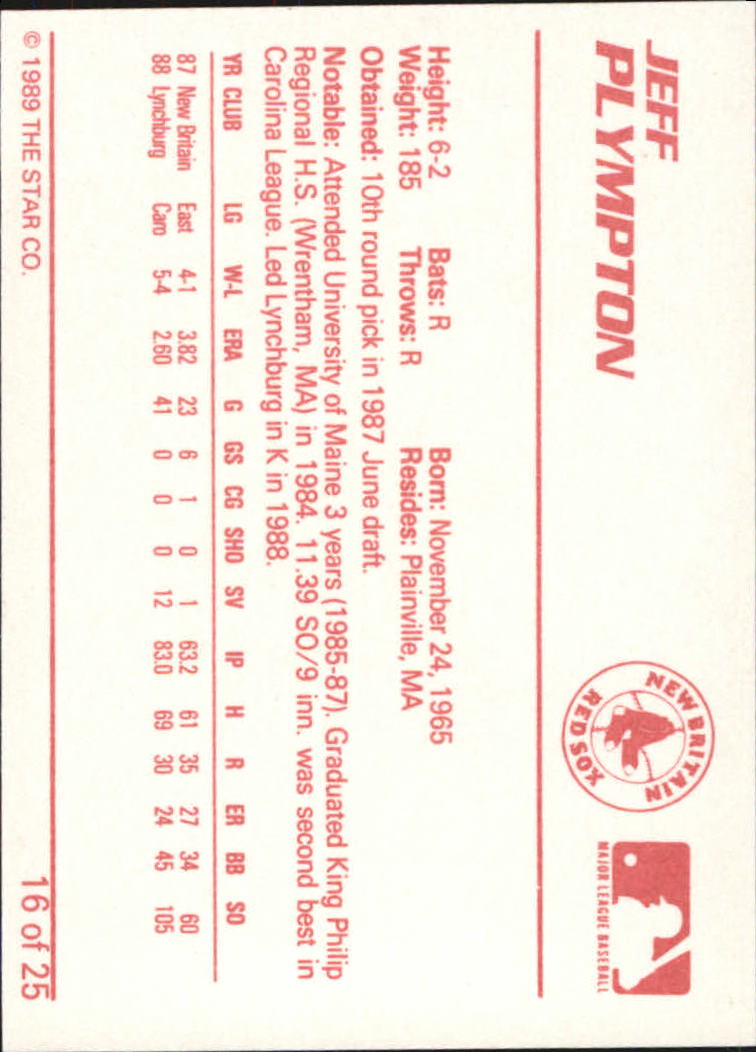 JEFF
PLYMPTON
NEW BRITAIN
RED SOX
MAJOR LEAGUE BASEBALL
Height: 6-2 Bats: R Born: November 24, 1965
Weight: 185 Throws: R Resides: Plainville, MA
Obtained: 10th round pick in 1987 June draft.
Notable: Attended University of Maine 3 years (1985-87). Graduated King Philip
Regional H.S. (Wrentham, MA) in 1984. 11.39 SO/9 inn. was second best in
Carolina League. Led Lynchburg in K in 1988.
YR CLUB LG W-L ERA G GS CG SHO SV IP H R ER BB SO
87 New Britain East 4-1 3.82 23 6 1 0 1 63.2 61 35 27 34 60
88 Lynchburg Caro 5-4 2.60 41 0 0 0 12 83.0 69 30 24 45 105
© 1989 THE STAR CO. 16 of 25